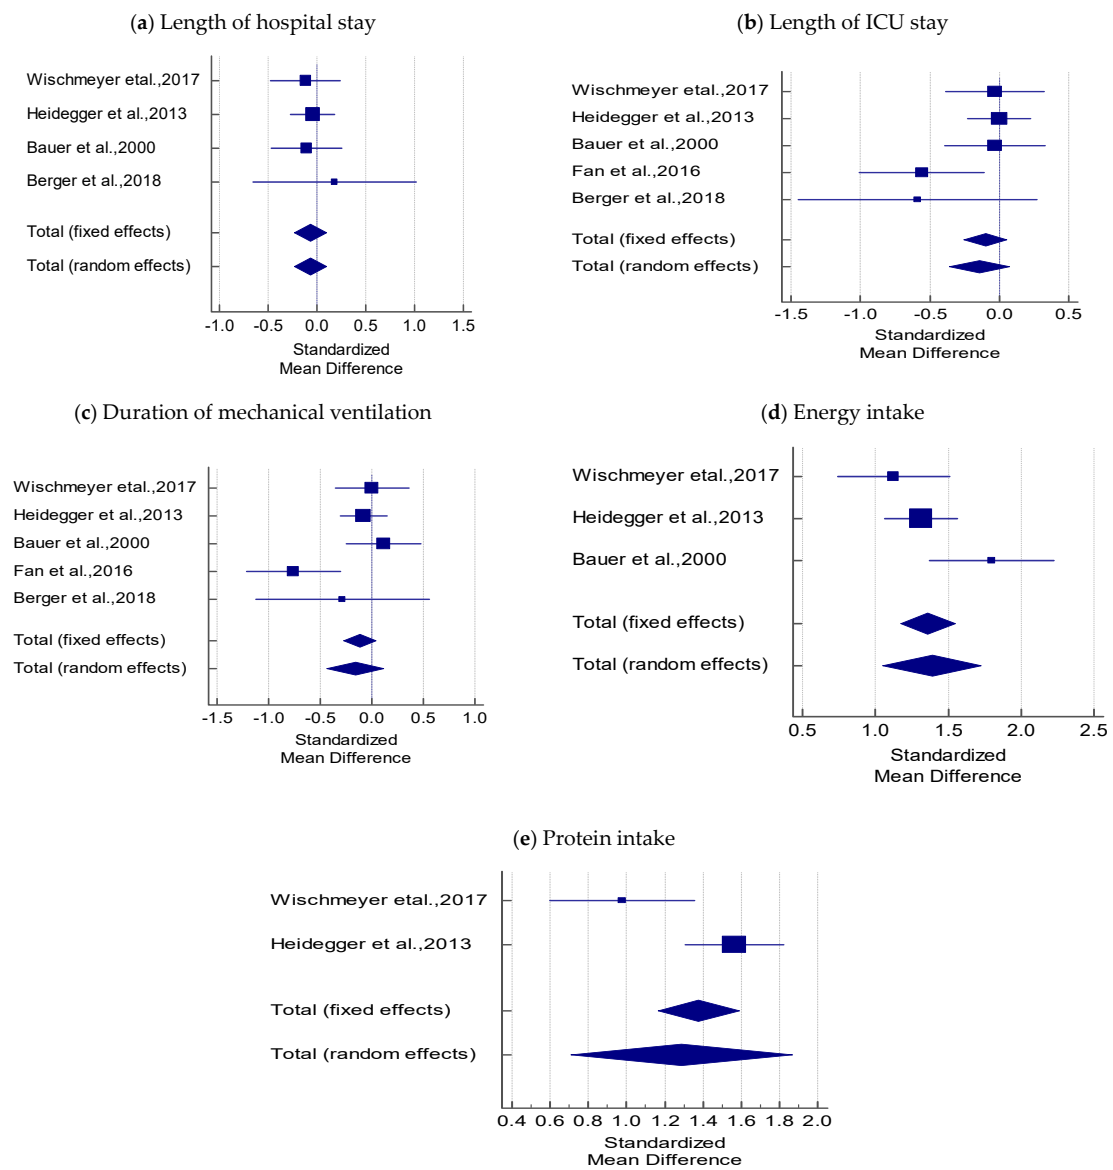 (a) Length of hospital stay
Wischmeyer etal.,2017
Heidegger et al.,2013
Bauer et al.,2000
Berger et al.,2018
Total (fixed effects)
Total (random effects)
-1.0 -0.5 0.0 0.5 1.0 1.5
Standardized
Mean Difference
(b) Length of ICU stay
Wischmeyer et al.,2017
Heidegger et al.,2013
Bauer et al.,2000
Fan et al.,2016
Berger et al.,2018
Total (fixed effects)
Total (random effects)
-1.5 -1.0 -0.5 0.0 0.5
Standardized
Mean Difference
(c) Duration of mechanical ventilation
Wischmeyer etal.,2017
Heidegger et al.,2013
Bauer et al.,2000
Fan et al.,2016
Berger et al.,2018
Total (fixed effects)
Total (random effects)
-1.5 -1.0 -0.5 0.0 0.5 1.0
Standardized
Mean Difference
(d) Energy intake
Wischmeyer etal.,2017
Heidegger et al.,2013
Bauer et al.,2000
Total (fixed effects)
Total (random effects)
0.5 1.0 1.5 2.0 2.5
Standardized
Mean Difference
(e) Protein intake
Wischmeyer etal.,2017
Heidegger et al.,2013
Total (fixed effects)
Total (random effects)
0.4 0.6 0.8 1.0 1.2 1.4 1.6 1.8 2.0
Standardized
Mean Difference